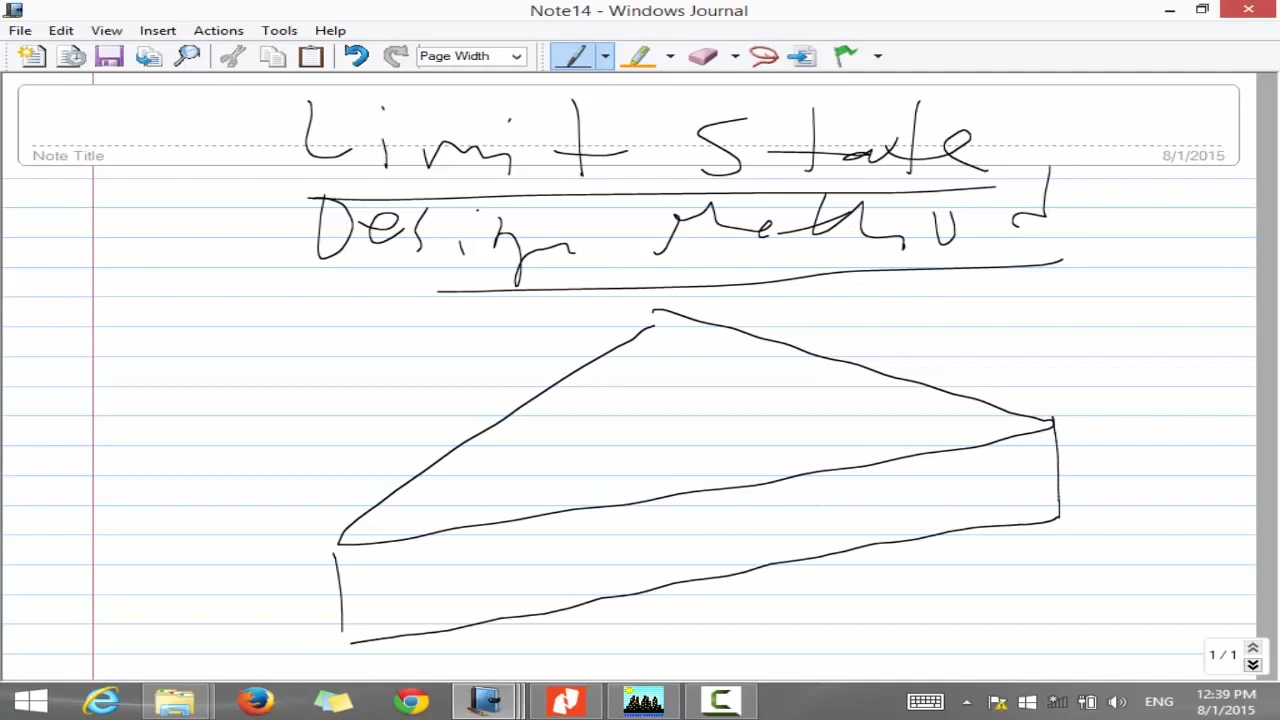 Note14 - Windows Journal
File Edit View Insert Actions Tools Help
Page Width
Limit State
Note Title
8/1/2015
Design Method
1 / 1
ENG
12:39 PM
8/1/2015